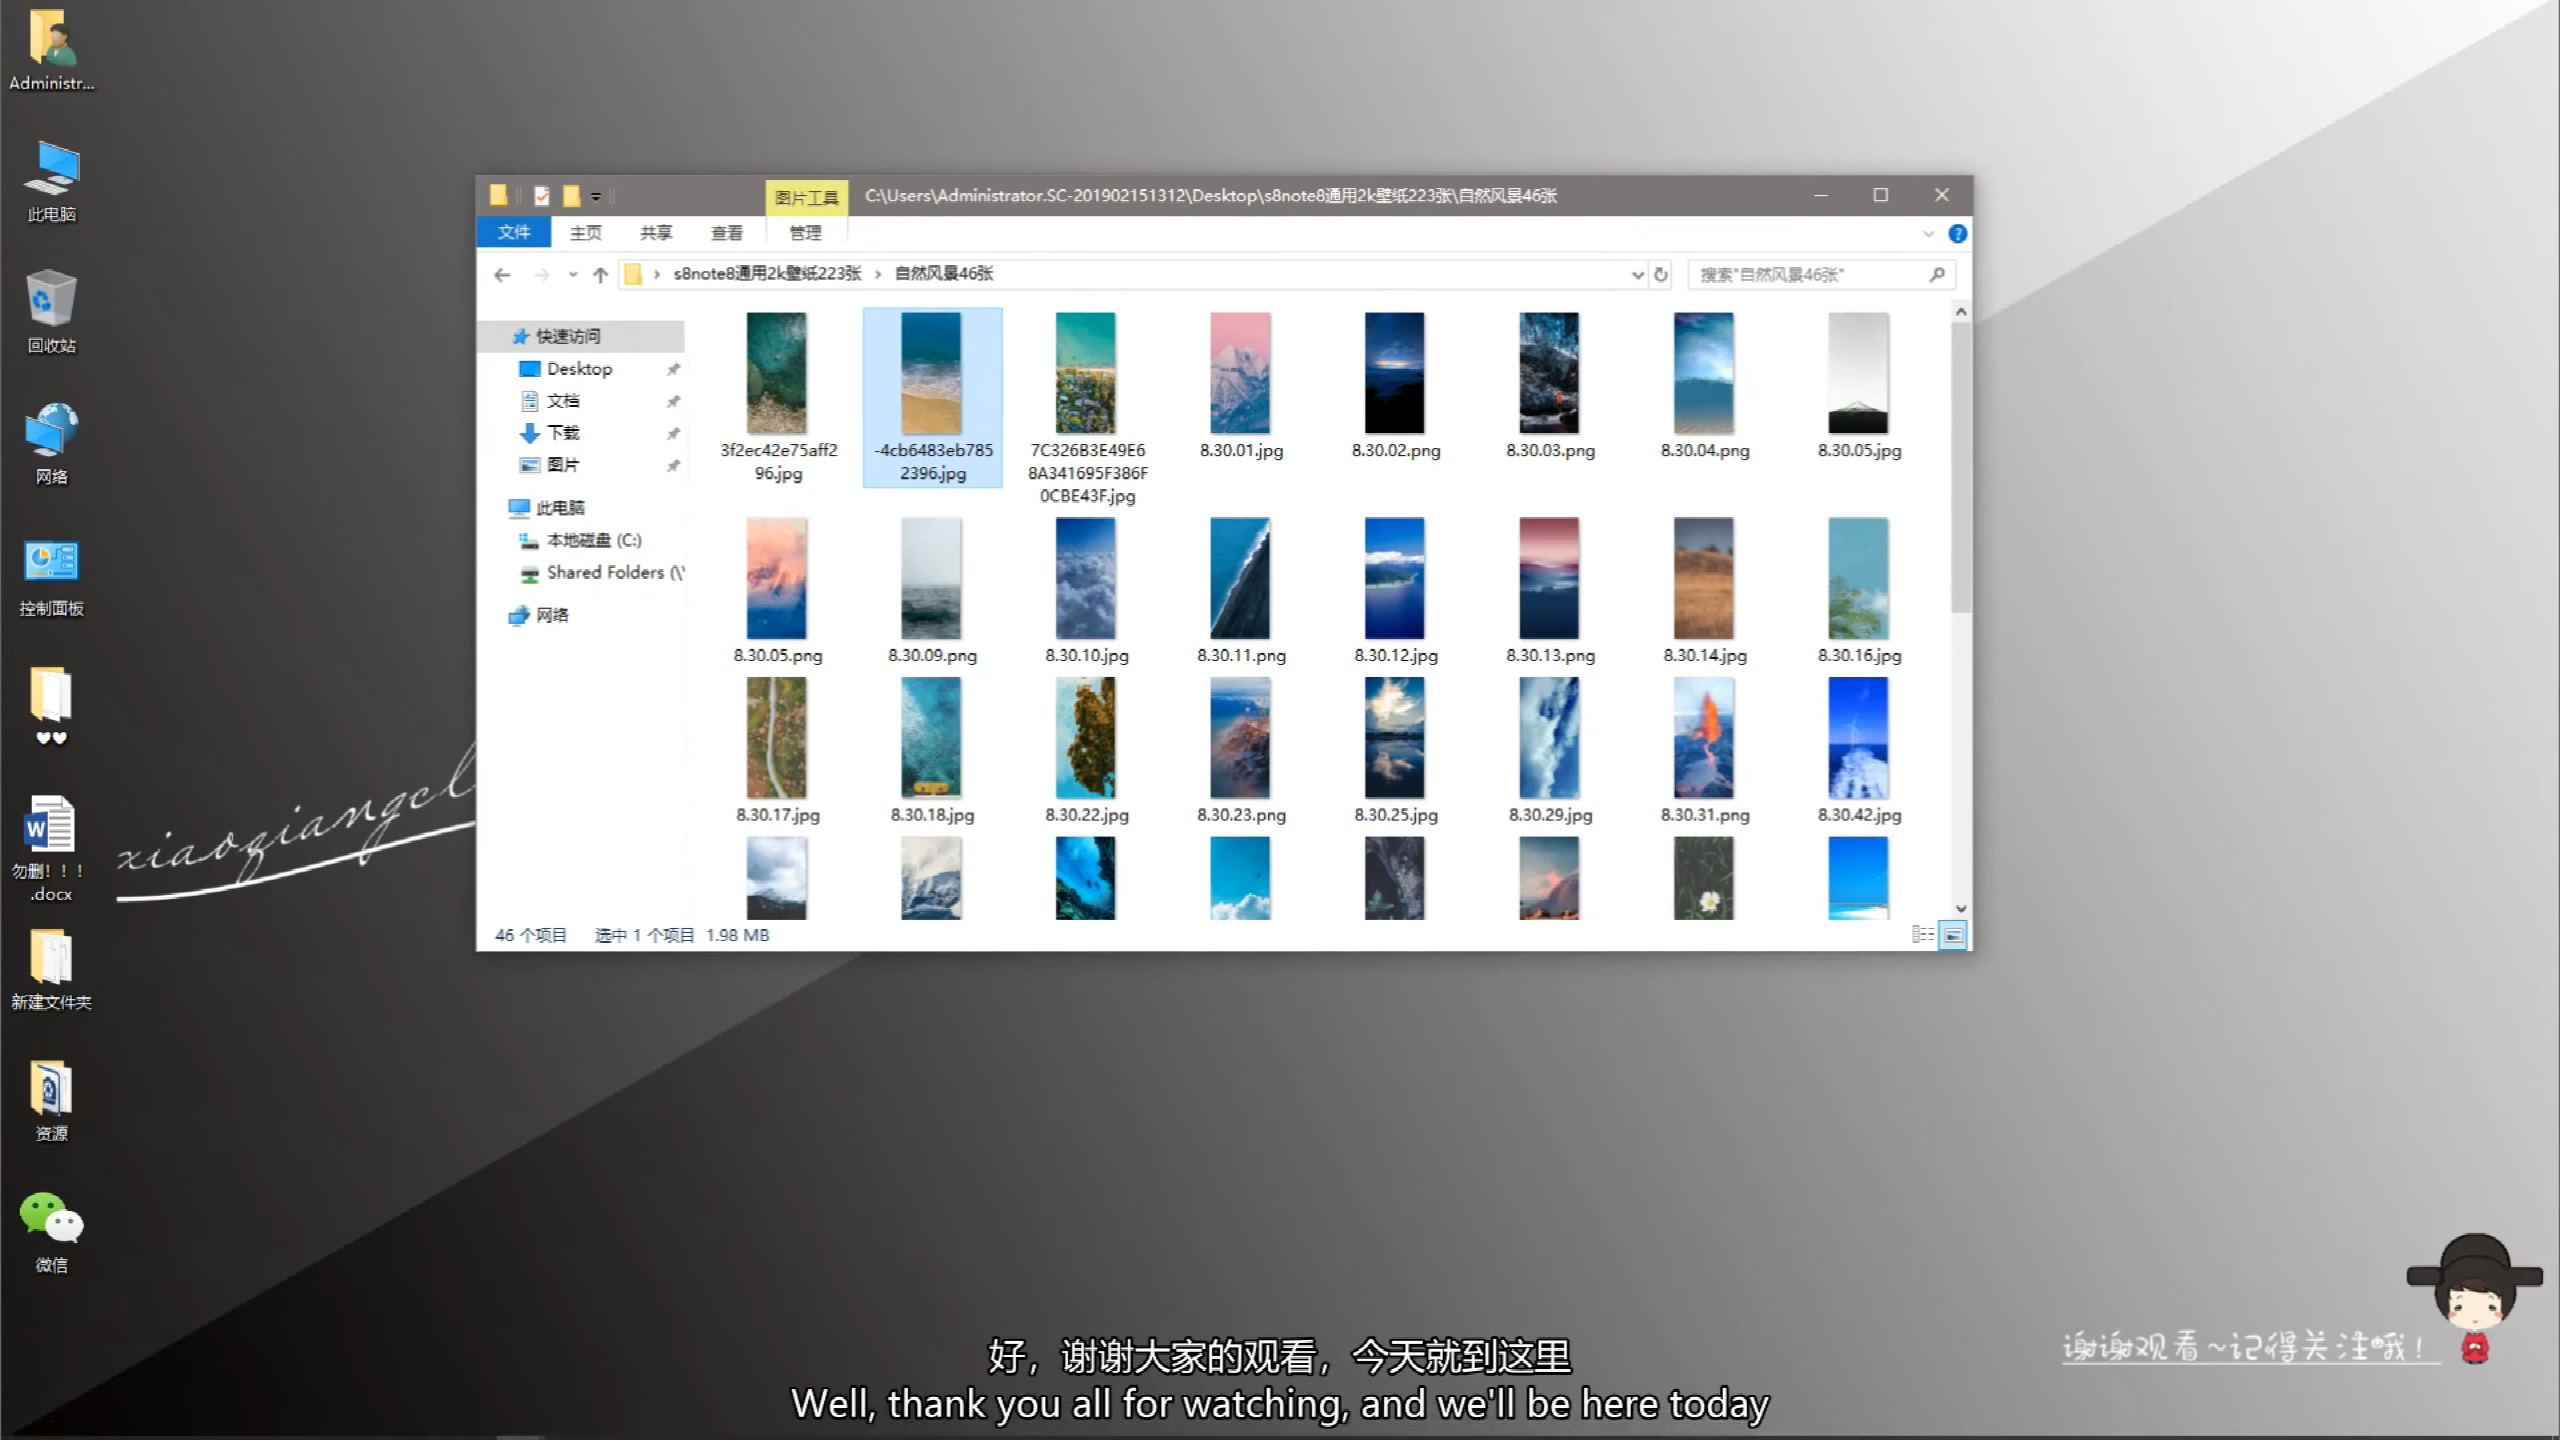 Administr...
此电脑
回收站
网络
控制面板
勿删！！！
.docx
新建文件夹
资源
微信
图片工具
C:\Users\Administrator.SC-201902151312\Desktop\s8note8通用2k壁纸223张\自然风景46张
文件
主页
共享
查看
管理
s8note8通用2k壁纸223张
自然风景46张
搜索"自然风景46张"
快速访问
Desktop
文档
下载
图片
此电脑
本地磁盘 (C:)
Shared Folders (\
网络
3f2ec42e75aff2
96.jpg
-4cb6483eb785
2396.jpg
7C326B3E49E6
8A341695F386F
0CBE43F.jpg
8.30.01.jpg
8.30.02.png
8.30.03.png
8.30.04.png
8.30.05.jpg
8.30.05.png
8.30.09.png
8.30.10.jpg
8.30.11.png
8.30.12.jpg
8.30.13.png
8.30.14.jpg
8.30.16.jpg
8.30.17.jpg
8.30.18.jpg
8.30.22.jpg
8.30.23.png
8.30.25.jpg
8.30.29.jpg
8.30.31.png
8.30.42.jpg
46 个项目
选中 1 个项目 1.98 MB
谢谢观看~记得关注哦！
好，谢谢大家的观看，今天就到这里
Well, thank you all for watching, and we'll be here today